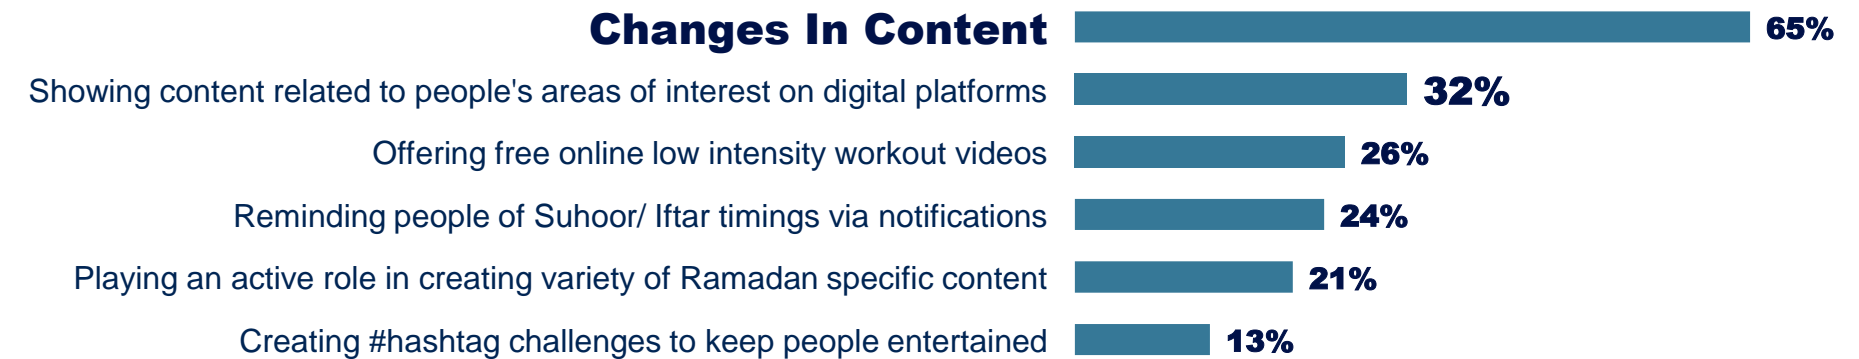 Changes In Content 65%
Showing content related to people's areas of interest on digital platforms 32%
Offering free online low intensity workout videos 26%
Reminding people of Suhoor/ Iftar timings via notifications 24%
Playing an active role in creating variety of Ramadan specific content 21%
Creating #hashtag challenges to keep people entertained 13%